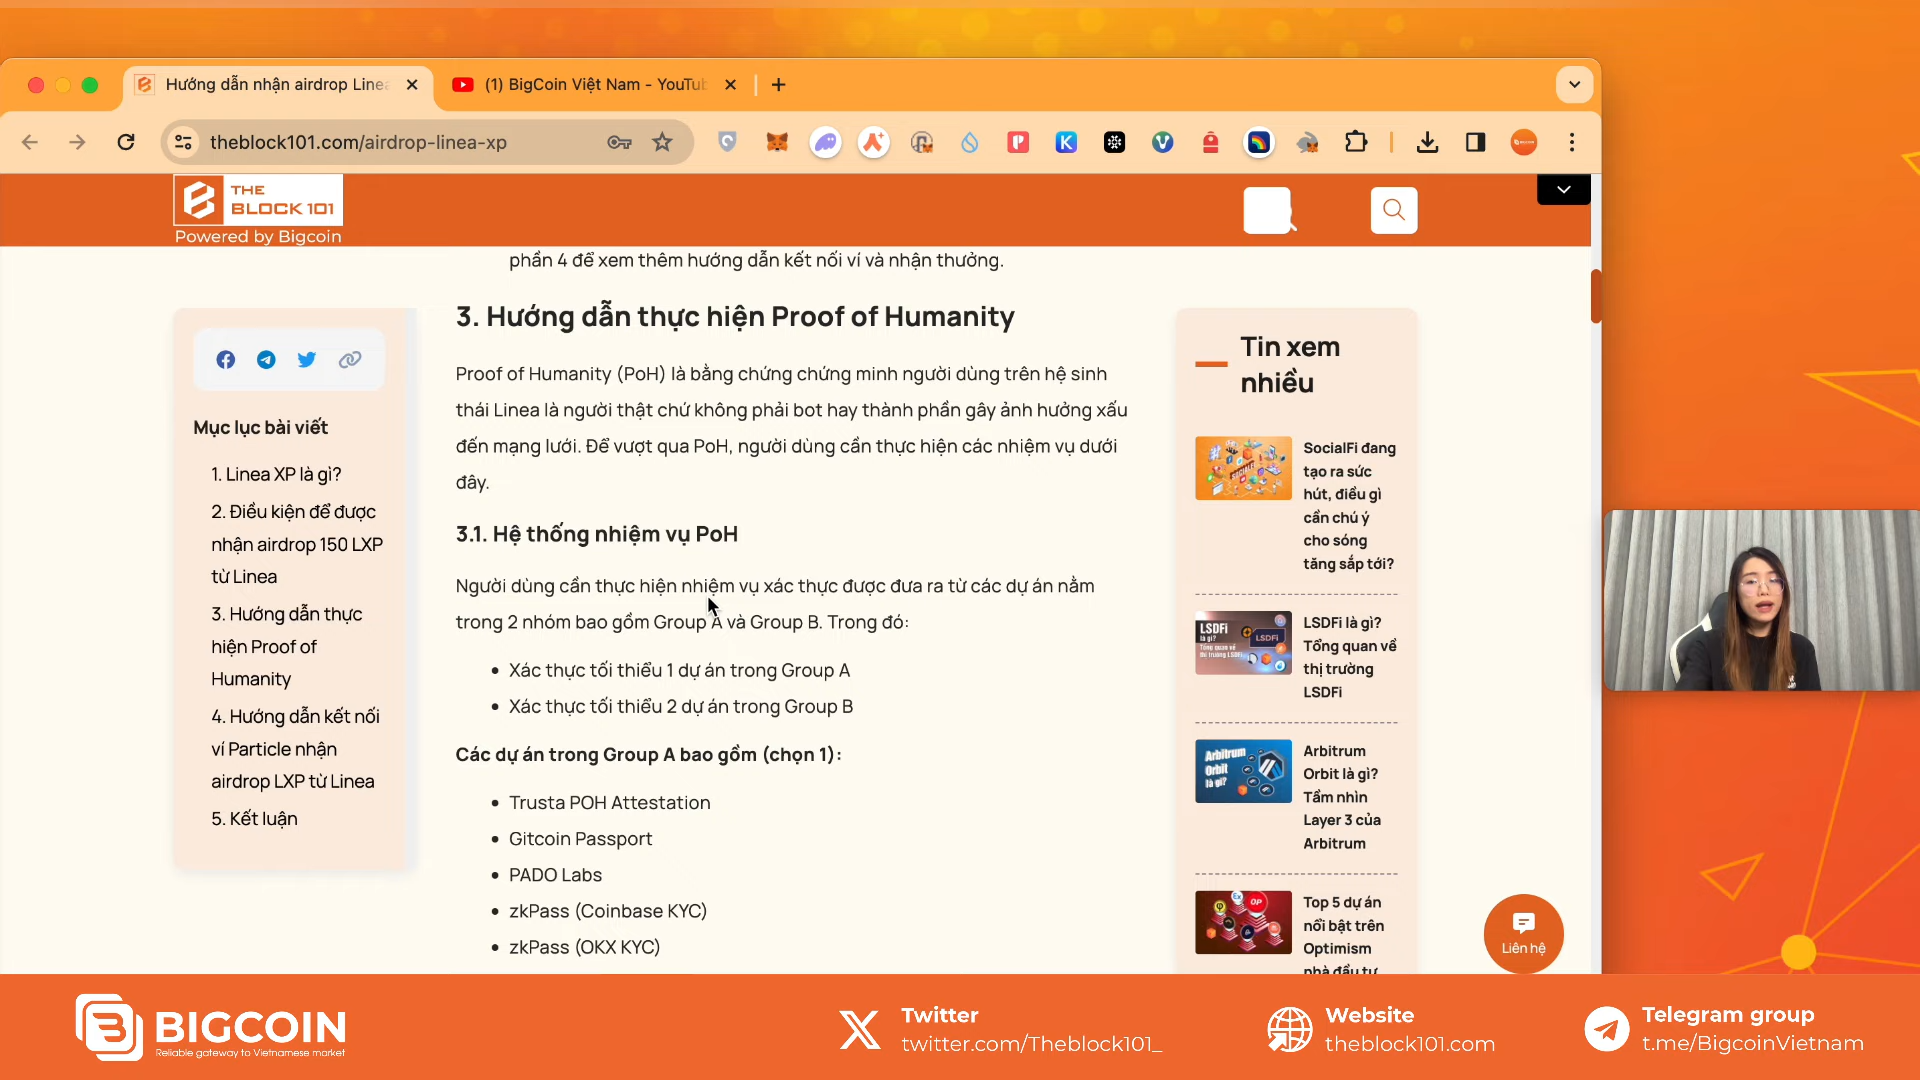 Hướng dẫn nhận airdrop Linea
(1) BigCoin Việt Nam - YouTu
theblock101.com/airdrop-linea-xp
THE
BLOCK 101
Powered by Bigcoin
phần 4 để xem thêm hướng dẫn kết nối ví và nhận thưởng.
Mục lục bài viết
1. Linea XP là gì?
2. Điều kiện để được
nhận airdrop 150 LXP
từ Linea
3. Hướng dẫn thực
hiện Proof of
Humanity
4. Hướng dẫn kết nối
ví Particle nhận
airdrop LXP từ Linea
5. Kết luận
3. Hướng dẫn thực hiện Proof of Humanity
Proof of Humanity (PoH) là bằng chứng chứng minh người dùng trên hệ sinh
thái Linea là người thật chứ không phải bot hay thành phần gây ảnh hưởng xấu
đến mạng lưới. Để vượt qua PoH, người dùng cần thực hiện các nhiệm vụ dưới
đây.
3.1. Hệ thống nhiệm vụ PoH
Người dùng cần thực hiện nhiệm vụ xác thực được đưa ra từ các dự án nằm
trong 2 nhóm bao gồm Group A và Group B. Trong đó:
• Xác thực tối thiểu 1 dự án trong Group A
• Xác thực tối thiểu 2 dự án trong Group B
Các dự án trong Group A bao gồm (chọn 1):
• Trusta POH Attestation
• Gitcoin Passport
• PADO Labs
• zkPass (Coinbase KYC)
• zkPass (OKX KYC)
Tin xem
nhiều
SocialFi đang
tạo ra sức
hút, điều gì
cần chú ý
cho sóng
tăng sắp tới?
LSDFi
là gì?
LSDFi
LSDFi là gì?
Tổng quan về
thị trường
LSDFi
Arbitrum
Orbit
là gì?
Arbitrum
Orbit là gì?
Tầm nhìn
Layer 3 của
Arbitrum
OP
Top 5 dự án
nổi bật trên
Optimism
nhà đầu tư
Liên hệ
BIGCOIN
Reliable gateway to Vietnamese market
Twitter
twitter.com/Theblock101_
Website
theblock101.com
Telegram group
t.me/BigcoinVietnam